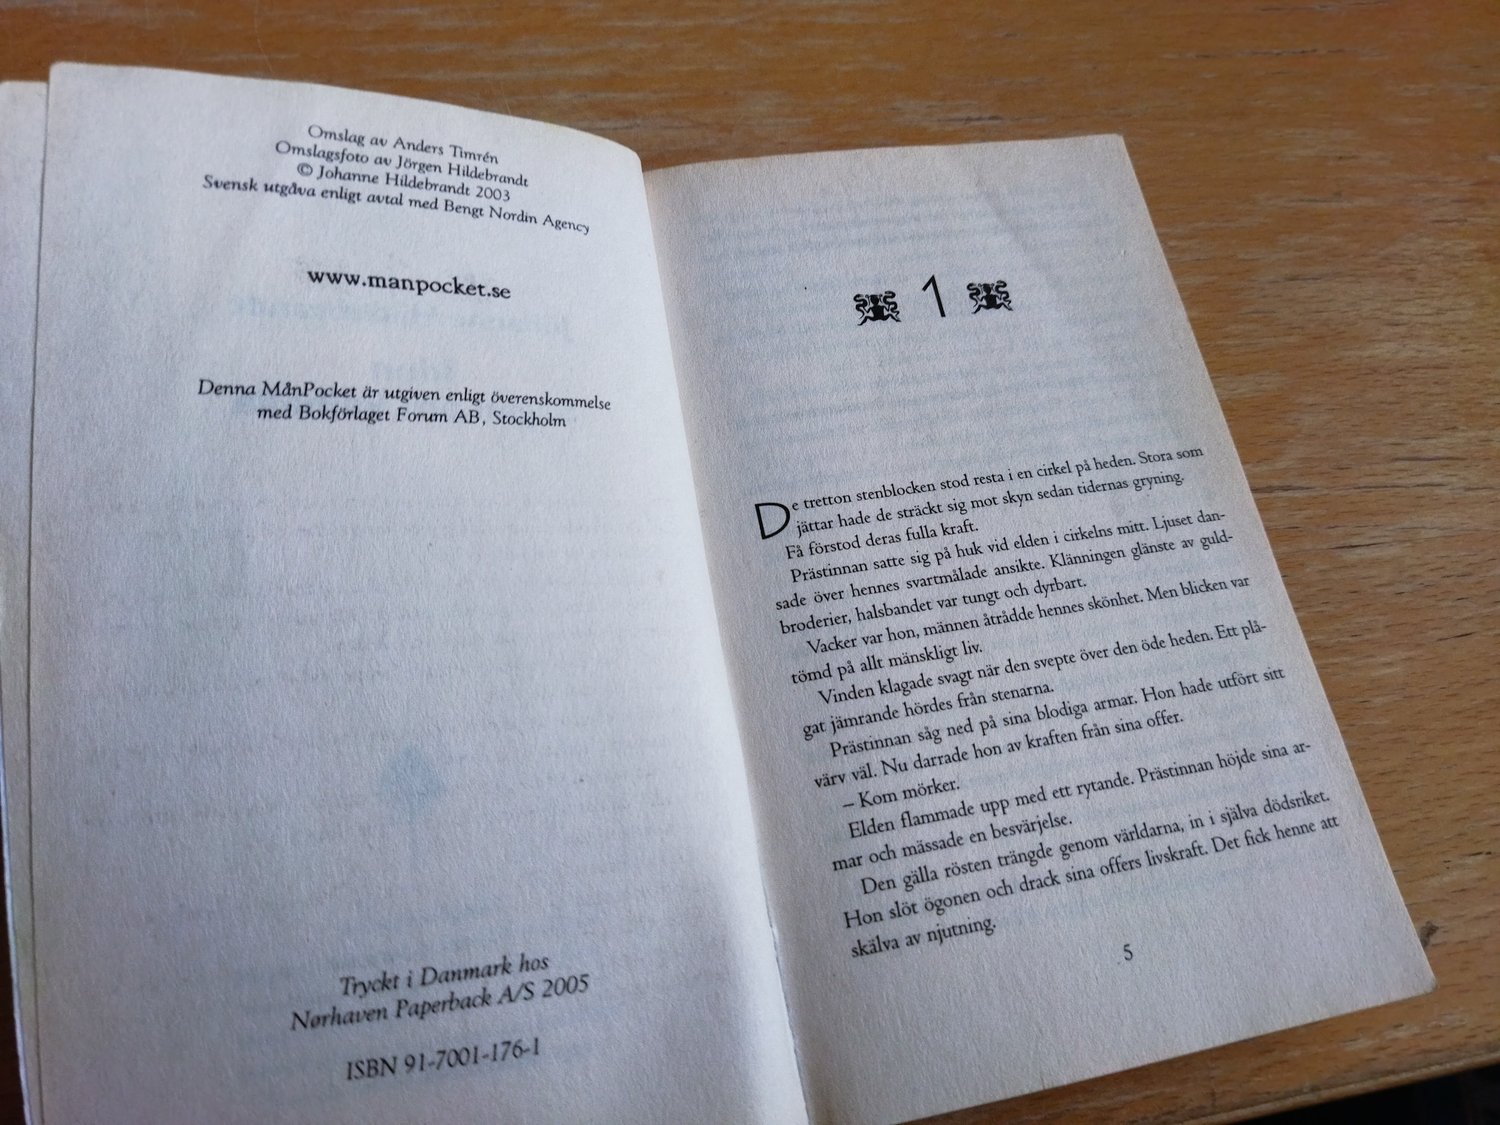 Omslag av Anders Timrén
Omslagsfoto av Jörgen Hildebrandt
© Johanne Hildebrandt 2003
Svensk utgåva enligt avtal med Bengt Nordin Agency
www.manpocket.se
Denna MånPocket är utgiven enligt överenskommelse
med Bokförlaget Forum AB, Stockholm
Tryckt i Danmark hos
Nørhaven Paperback A/S 2005
ISBN 91-7001-176-1
1
De tretton stenblocken stod resta i en cirkel på heden. Stora som
jättar hade de sträckt sig mot skyn sedan tidernas gryning.
Få förstod deras fulla kraft.
Prästinnan satte sig på huk vid elden i cirkelns mitt. Ljuset dan-
sade över hennes svartmålade ansikte. Klänningen glänste av guld-
broderier, halsbandet var tungt och dyrbart.
Vacker var hon, männen åtrådde hennes skönhet. Men blicken var
tömd på allt mänskligt liv.
Vinden klagade svagt när den svepte över den öde heden. Ett plå-
gat jämrande hördes från stenarna.
Prästinnan såg ned på sina blodiga armar. Hon hade utfört sitt
värv väl. Nu darrade hon av kraften från sina offer.
– Kom mörker.
Elden flammade upp med ett rytande. Prästinnan höjde sina ar-
mar och mässade en besvärjelse.
Den gälla rösten trängde genom världarna, in i själva dödsriket.
Hon slöt ögonen och drack sina offers livskraft. Det fick henne att
skälva av njutning.
5